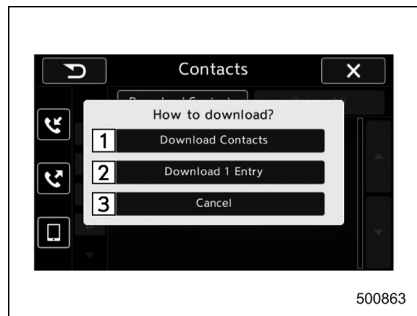 Contacts
How to download?
1 Download Contacts
2 Download 1 Entry
3 Cancel
500863